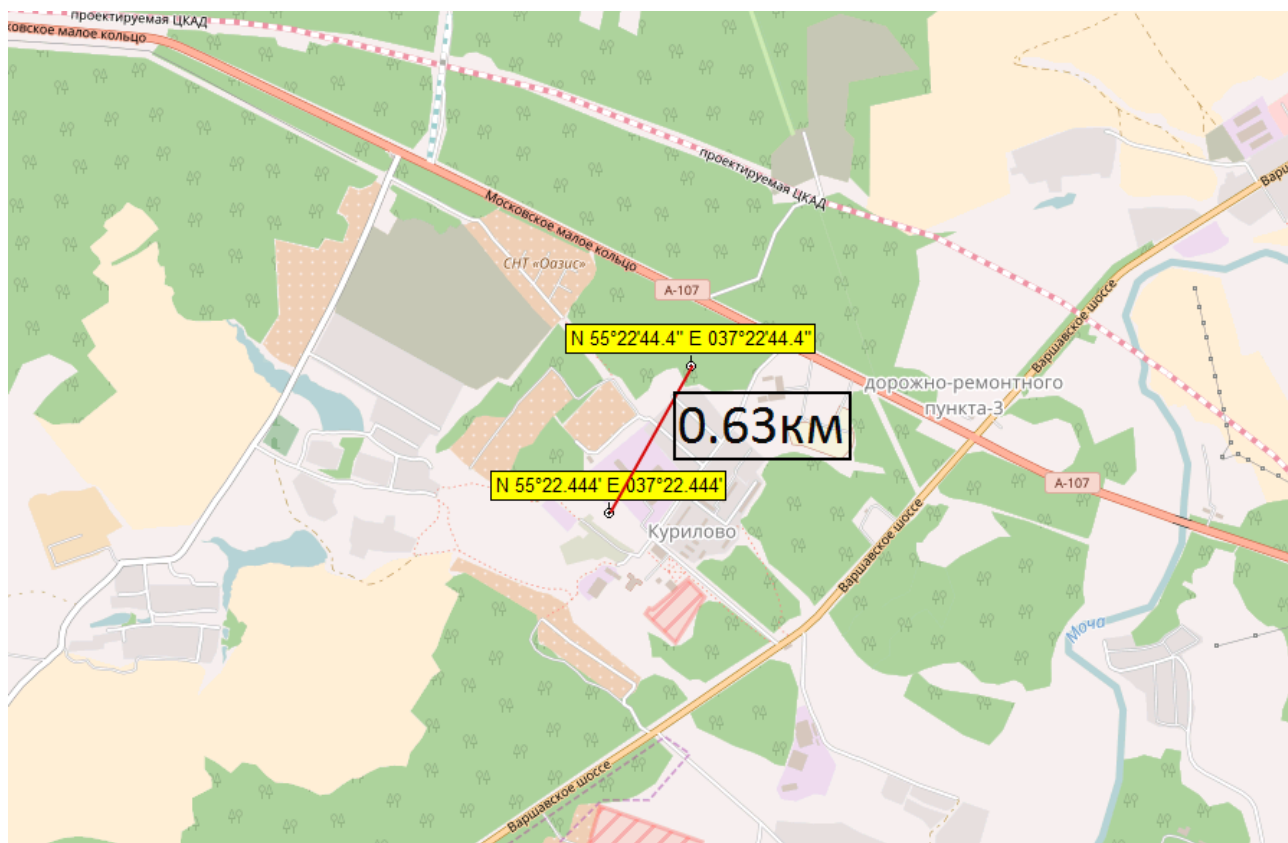 проектируемая ЦКАД
ковское малое кольцо
проектируемая ЦКАД
Московское малое кольцо
СНТ «Оазис»
А-107
N 55°22'44.4" E 037°22'44.4"
Варшавское шоссе
дорожно-ремонтного
пункта-3
0.63км
N 55°22.444' E 037°22.444'
А-107
Курилово
Варшавское шоссе
Моча
Варшавское шоссе